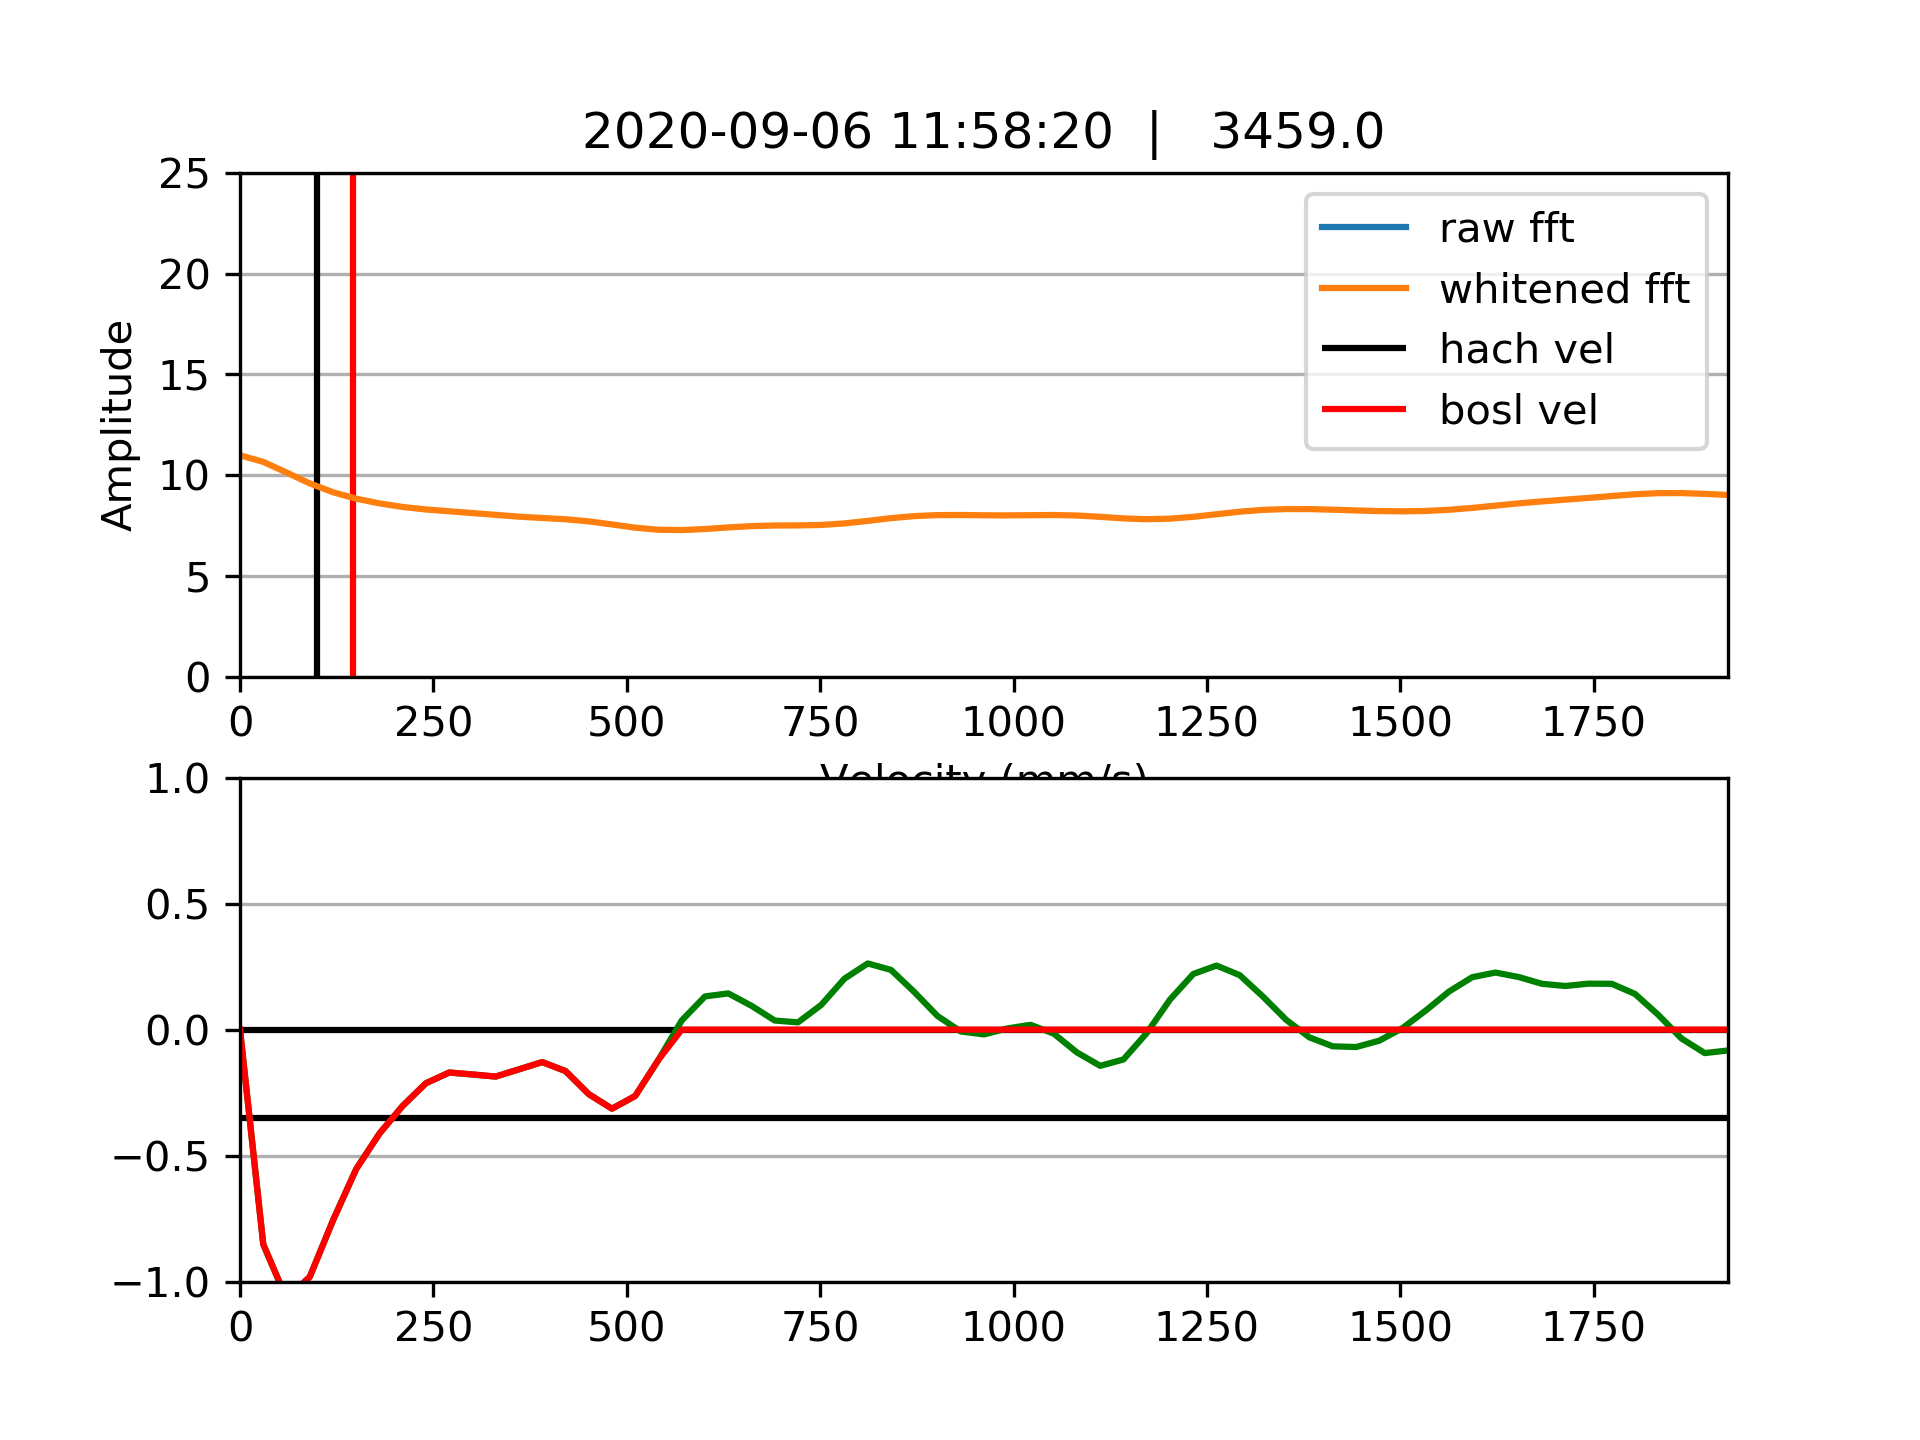 2020-09-06 11:58:20 | 3459.0
25
20
15
10
5
0
Amplitude
raw fft
whitened fft
hach vel
bosl vel
0 250 500 750 1000 1250 1500 1750
Velocity (mm/s)
1.0
0.5
0.0
−0.5
−1.0
0 250 500 750 1000 1250 1500 1750